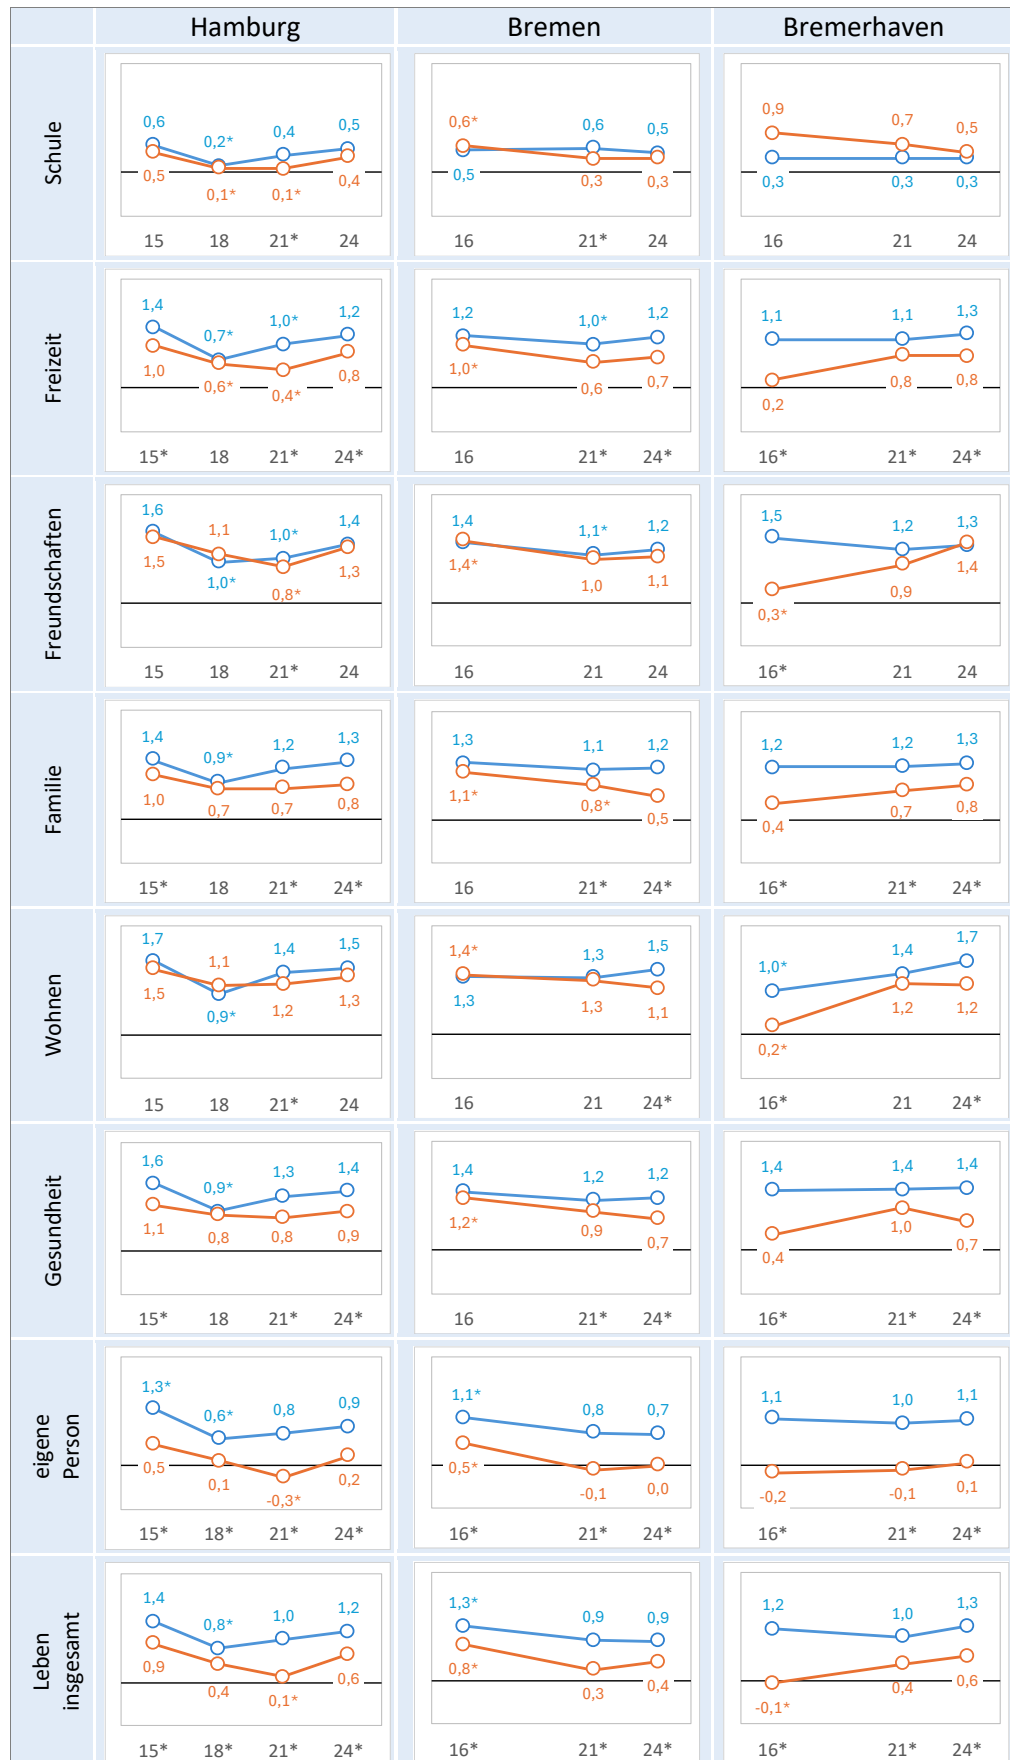 Hamburg Bremen Bremerhaven
Schule
0,6 0,2* 0,4 0,5
0,5 0,1* 0,1* 0,4
15 18 21* 24
0,6* 0,6 0,5
0,5 0,3 0,3
16 21* 24
0,9 0,7 0,5
0,3 0,3 0,3
16 21 24
Freizeit
1,4 0,7* 1,0* 1,2
1,0 0,6* 0,4* 0,8
15* 18 21* 24*
1,2 1,0* 1,2
1,0* 0,6 0,7
16 21* 24*
1,1 1,1 1,3
0,2 0,8 0,8
16* 21* 24*
Freundschaften
1,6 1,1 1,0* 1,4
1,5 1,0* 0,8* 1,3
15 18 21* 24
1,4 1,1* 1,2
1,4* 1,0 1,1
16 21 24
1,5 1,2 1,3
0,3* 0,9 1,4
16* 21 24
Familie
1,4 0,9* 1,2 1,3
1,0 0,7 0,7 0,8
15* 18 21* 24*
1,3 1,1 1,2
1,1* 0,8* 0,5
16 21* 24*
1,2 1,2 1,3
0,4 0,7 0,8
16* 21* 24*
Wohnen
1,7 1,1 1,4 1,5
1,5 0,9* 1,2 1,3
15 18 21* 24
1,4* 1,3 1,5
1,3 1,3 1,1
16 21 24*
1,0* 1,4 1,7
0,2* 1,2 1,2
16* 21 24*
Gesundheit
1,6 0,9* 1,3 1,4
1,1 0,8 0,8 0,9
15* 18 21* 24*
1,4 1,2 1,2
1,2* 0,9 0,7
16 21* 24*
1,4 1,4 1,4
0,4 1,0 0,7
16* 21* 24*
eigene
Person
1,3* 0,6* 0,8 0,9
0,5 0,1 -0,3* 0,2
15* 18* 21* 24*
1,1* 0,8 0,7
0,5* -0,1 0,0
16* 21* 24*
1,1 1,0 1,1
-0,2 -0,1 0,1
16* 21* 24*
Leben
insgesamt
1,4 0,8* 1,0 1,2
0,9 0,4 0,1* 0,6
15* 18* 21* 24*
1,3* 0,9 0,9
0,8* 0,3 0,4
16* 21* 24*
1,2 1,0 1,3
-0,1* 0,4 0,6
16* 21* 24*